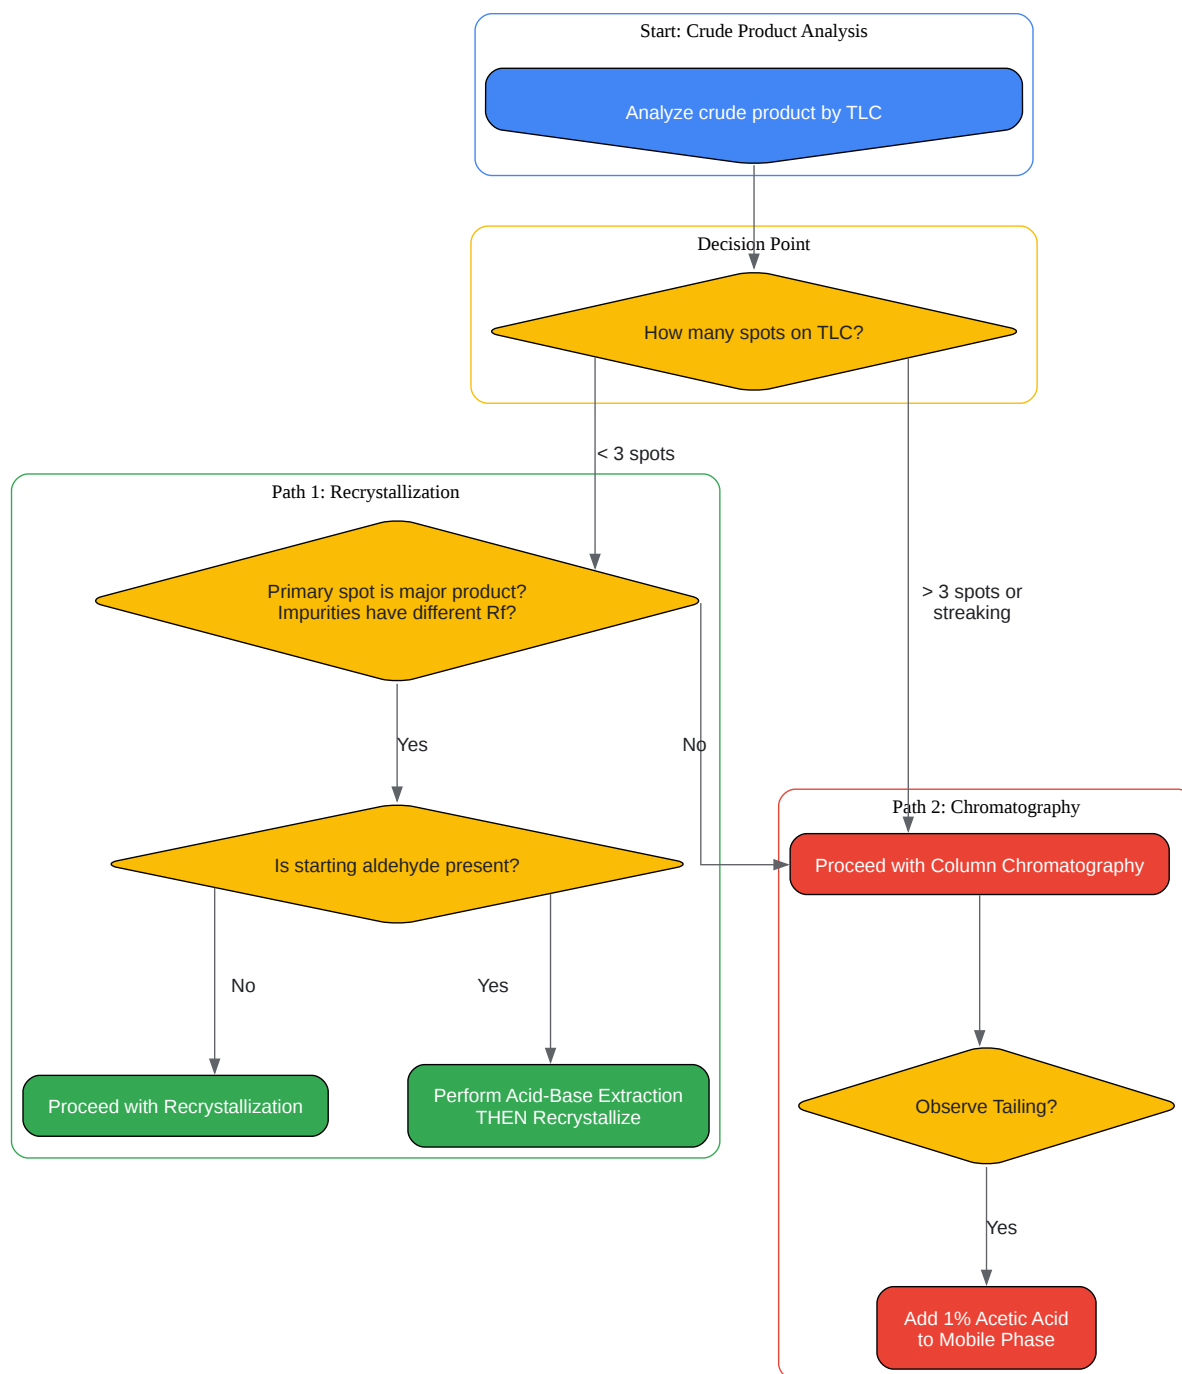 Start: Crude Product Analysis
Analyze crude product by TLC
Decision Point
How many spots on TLC?
< 3 spots
Path 1: Recrystallization
Primary spot is major product?
Impurities have different Rf?
> 3 spots or
streaking
Yes
No
Path 2: Chromatography
Is starting aldehyde present?
Proceed with Column Chromatography
No
Yes
Proceed with Recrystallization
Perform Acid-Base Extraction
THEN Recrystallize
Observe Tailing?
Yes
Add 1% Acetic Acid
to Mobile Phase